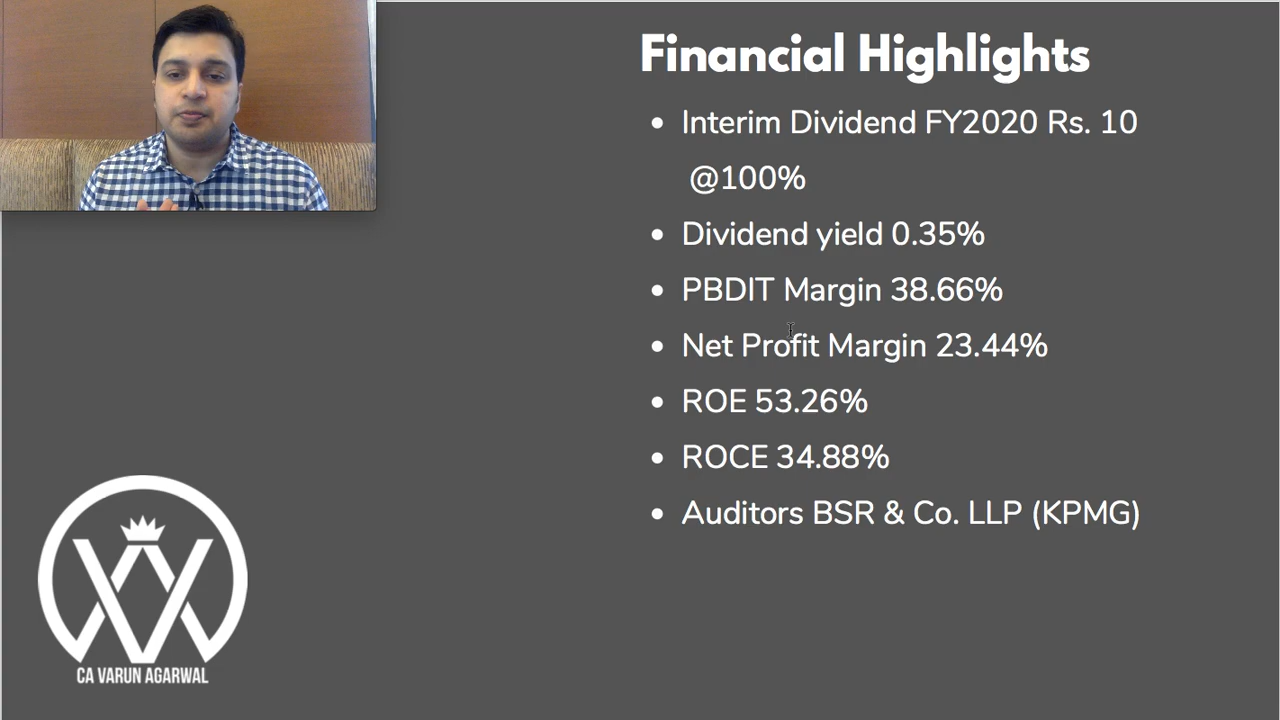 Financial Highlights
• Interim Dividend FY2020 Rs. 10
@100%
• Dividend yield 0.35%
• PBDIT Margin 38.66%
• Net Profit Margin 23.44%
• ROE 53.26%
• ROCE 34.88%
• Auditors BSR & Co. LLP (KPMG)
CA VARUN AGARWAL